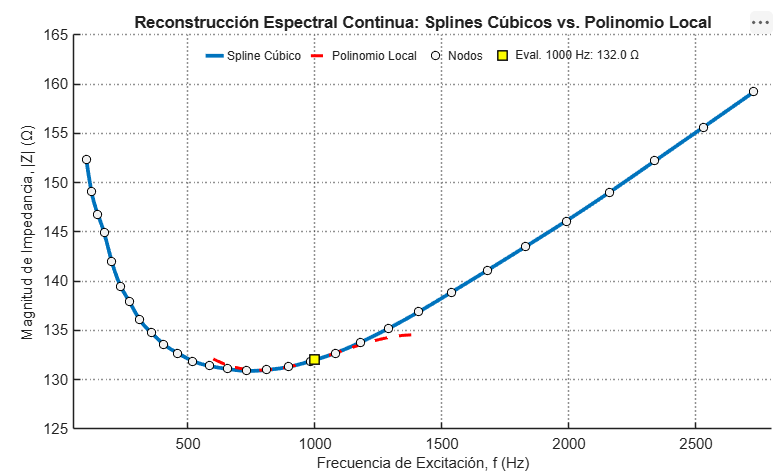 Reconstrucción Espectral Continua: Splines Cúbicos vs. Polinomio Local
Spline Cúbico
Polinomio Local
Nodos
Eval. 1000 Hz: 132.0 Ω
165
160
155
150
145
140
135
130
125
Magnitud de Impedancia, |Z| (Ω)
500
1000
1500
2000
2500
Frecuencia de Excitación, f (Hz)